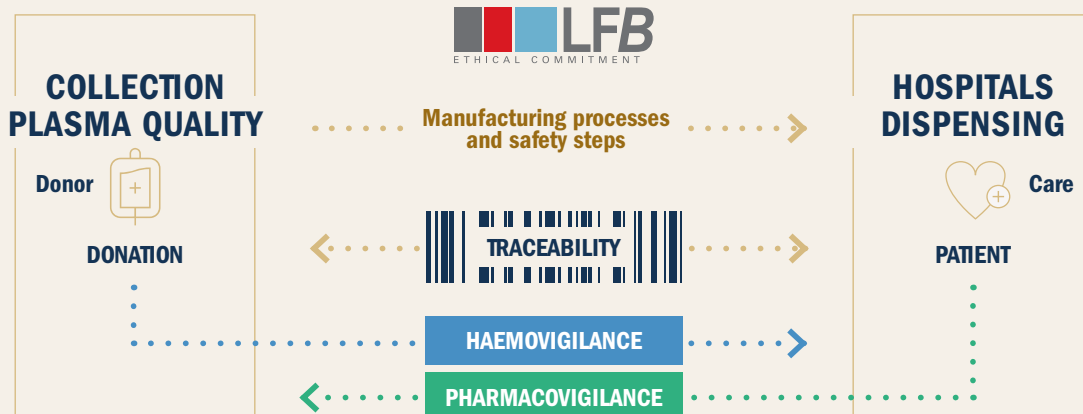 LFB
ETHICAL COMMITMENT
COLLECTION
PLASMA QUALITY
Manufacturing processes
and safety steps
HOSPITALS
DISPENSING
Donor
Care
DONATION
TRACEABILITY
PATIENT
HAEMOVIGILANCE
PHARMACOVIGILANCE